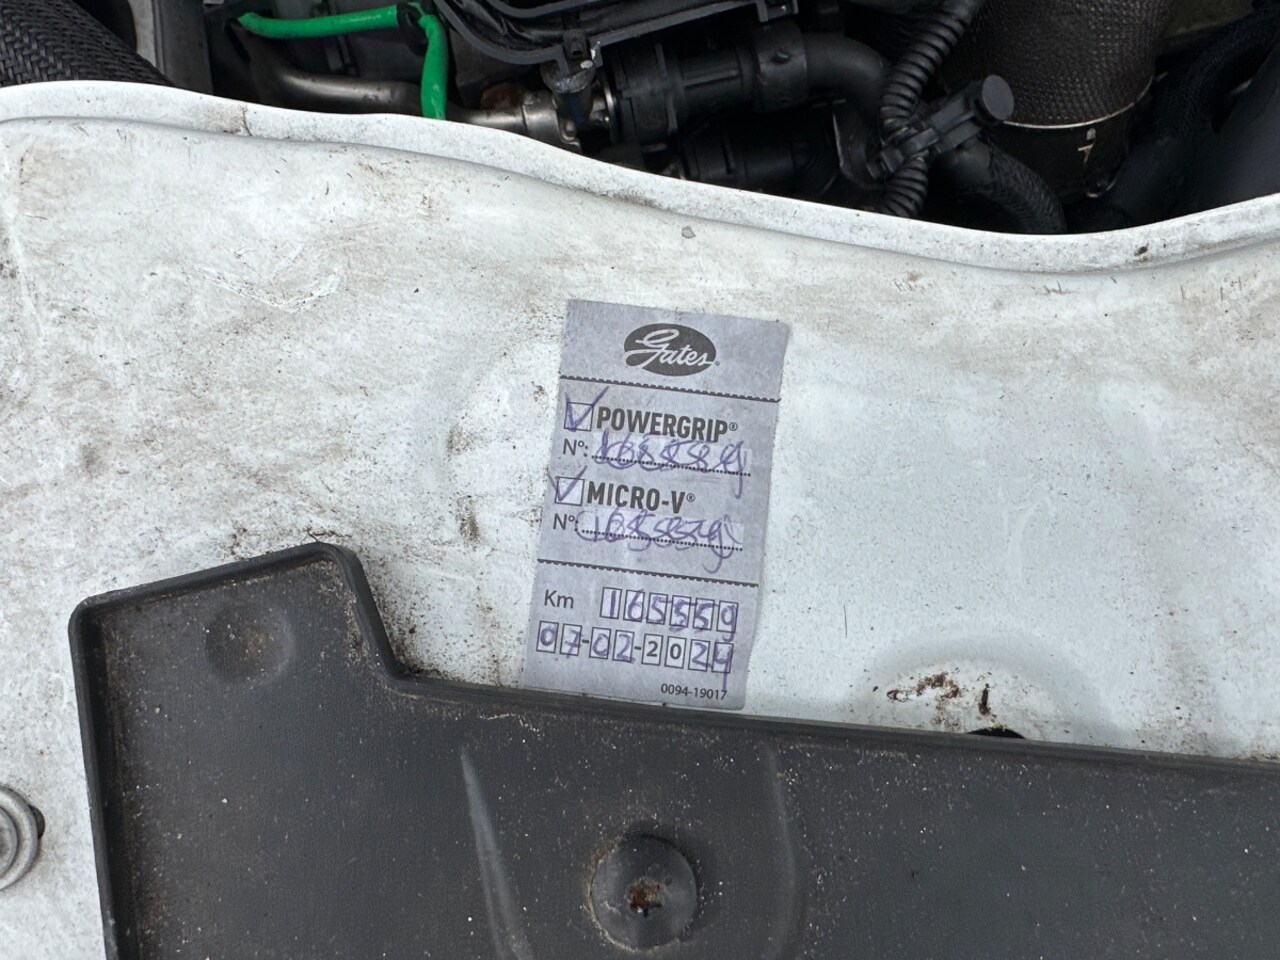 Gates®
POWERGRIP®
N°:
MICRO-V®
N°:
Km 165559
07-02-2024
0094-19017